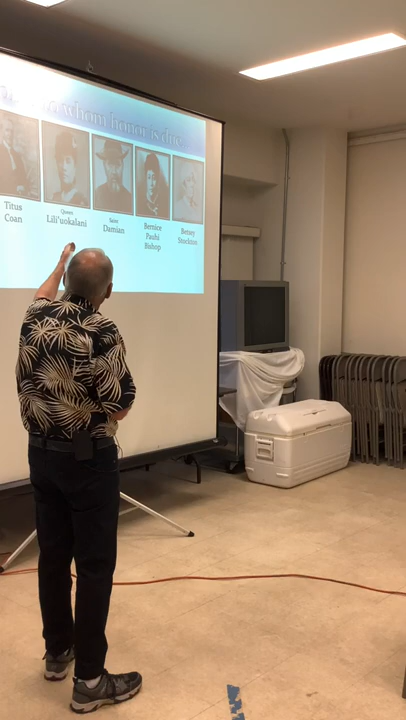 whom honor is due
Titus
Coan
Queen
Lili'uokalani
Saint
Damian
Bernice
Pauhi
Bishop
Betsey
Stockton